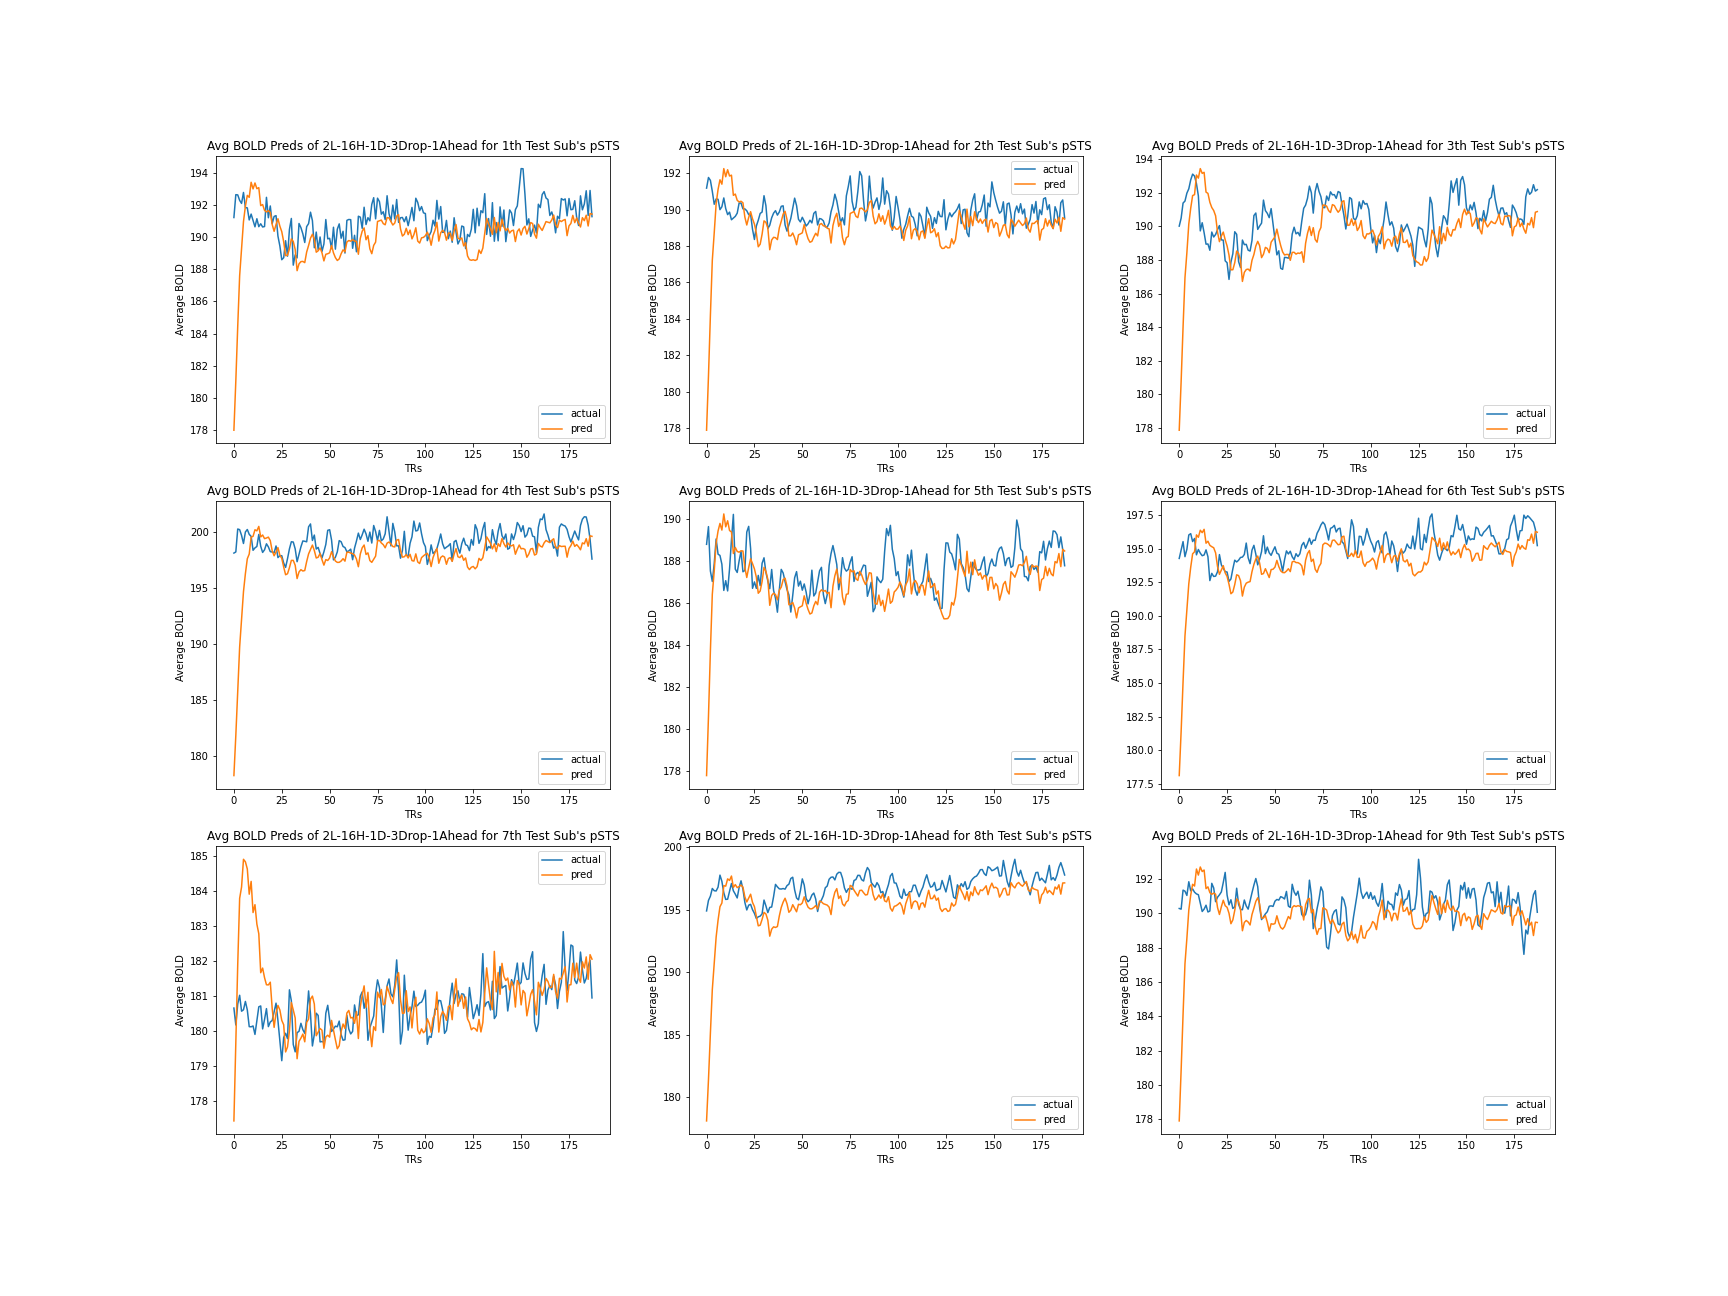 Avg BOLD Preds of 2L-16H-1D-3Drop-1Ahead for 1th Test Sub's pSTS
194
192
190
188
186
184
182
180
178
Average BOLD
actual
pred
0 25 50 75 100 125 150 175
TRs
Avg BOLD Preds of 2L-16H-1D-3Drop-1Ahead for 2th Test Sub's pSTS
192
190
188
186
184
182
180
178
Average BOLD
actual
pred
0 25 50 75 100 125 150 175
TRs
Avg BOLD Preds of 2L-16H-1D-3Drop-1Ahead for 3th Test Sub's pSTS
194
192
190
188
186
184
182
180
178
Average BOLD
actual
pred
0 25 50 75 100 125 150 175
TRs
Avg BOLD Preds of 2L-16H-1D-3Drop-1Ahead for 4th Test Sub's pSTS
200
195
190
185
180
Average BOLD
actual
pred
0 25 50 75 100 125 150 175
TRs
Avg BOLD Preds of 2L-16H-1D-3Drop-1Ahead for 5th Test Sub's pSTS
190
188
186
184
182
180
178
Average BOLD
actual
pred
0 25 50 75 100 125 150 175
TRs
Avg BOLD Preds of 2L-16H-1D-3Drop-1Ahead for 6th Test Sub's pSTS
197.5
195.0
192.5
190.0
187.5
185.0
182.5
180.0
177.5
Average BOLD
actual
pred
0 25 50 75 100 125 150 175
TRs
Avg BOLD Preds of 2L-16H-1D-3Drop-1Ahead for 7th Test Sub's pSTS
185
184
183
182
181
180
179
178
Average BOLD
actual
pred
0 25 50 75 100 125 150 175
TRs
Avg BOLD Preds of 2L-16H-1D-3Drop-1Ahead for 8th Test Sub's pSTS
200
195
190
185
180
Average BOLD
actual
pred
0 25 50 75 100 125 150 175
TRs
Avg BOLD Preds of 2L-16H-1D-3Drop-1Ahead for 9th Test Sub's pSTS
192
190
188
186
184
182
180
178
Average BOLD
actual
pred
0 25 50 75 100 125 150 175
TRs